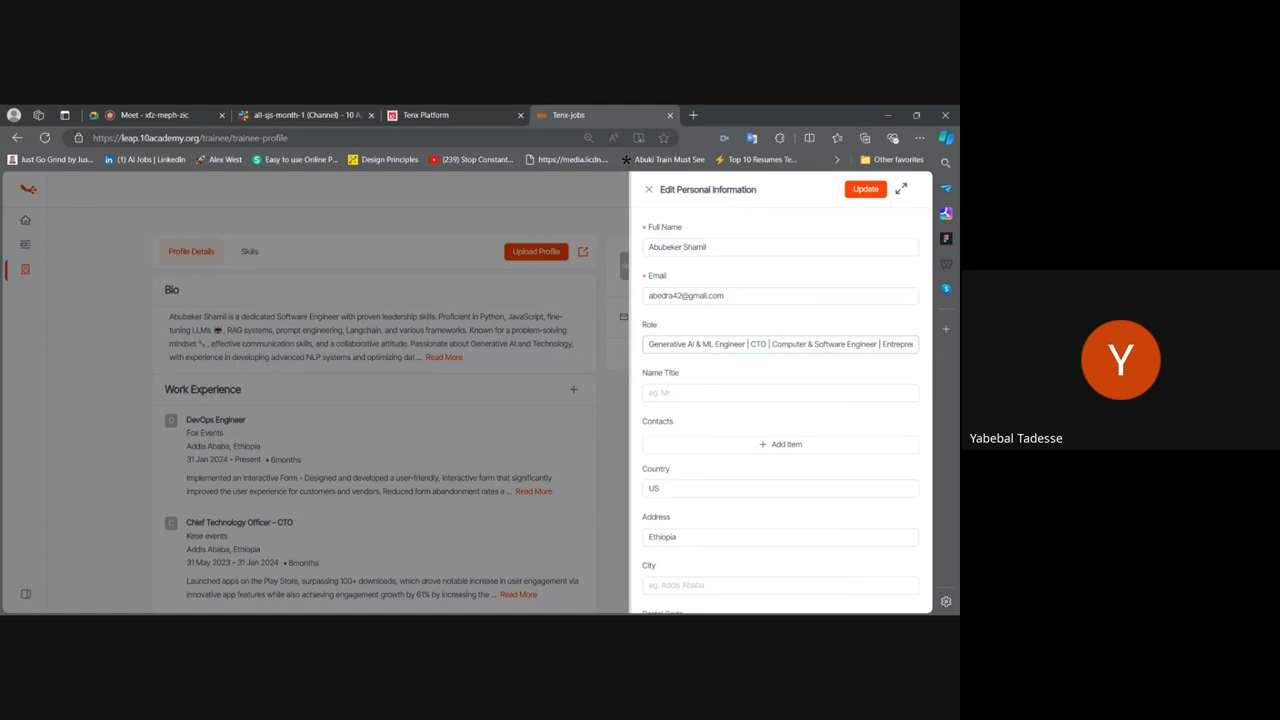 Meet - xfz-meph-zic
all-sjs-month-1 (Channel) - 10 A
Tenx Platform
Tenx-jobs
https://leap.10academy.org/trainee/trainee-profile
Just Go Grind by Jus...
(1) AI Jobs | LinkedIn
Alex West
Easy to use Online P...
Design Principles
(239) Stop Constant...
https://media.licdn...
Abuki Train Must See
Top 10 Resumes Te...
Other favorites
Edit Personal Information
Update
Profile Details
Skills
Upload Profile
Bio
Abubeker Shamil is a dedicated Software Engineer with proven leadership skills. Proficient in Python, JavaScript, fine-
tuning LLMs , RAG systems, prompt engineering, Langchain, and various frameworks. Known for a problem-solving
mindset , effective communication skills, and a collaborative attitude. Passionate about Generative AI and Technology,
with experience in developing advanced NLP systems and optimizing dat ... Read More
Work Experience
D
DevOps Engineer
Fox Events
Addis Ababa, Ethiopia
31 Jan 2024 - Present • 6months
Implemented an Interactive Form - Designed and developed a user-friendly, interactive form that significantly
improved the user experience for customers and vendors. Reduced form abandonment rates a ... Read More
C
Chief Technology Officer - CTO
Kese events
Addis Ababa, Ethiopia
31 May 2023 - 31 Jan 2024 • 8months
Launched apps on the Play Store, surpassing 100+ downloads, which drove notable increase in user engagement via
innovative app features while also achieving engagement growth by 61% by increasing the ... Read More
* Full Name
Abubeker Shamil
* Email
abedra42@gmail.com
Role
Generative AI & ML Engineer | CTO | Computer & Software Engineer | Entrepre
Name Title
eg. Mr
Contacts
+ Add Item
Country
US
Address
Ethiopia
City
eg. Addis Ababa
Postal Code
Y
Yabebal Tadesse